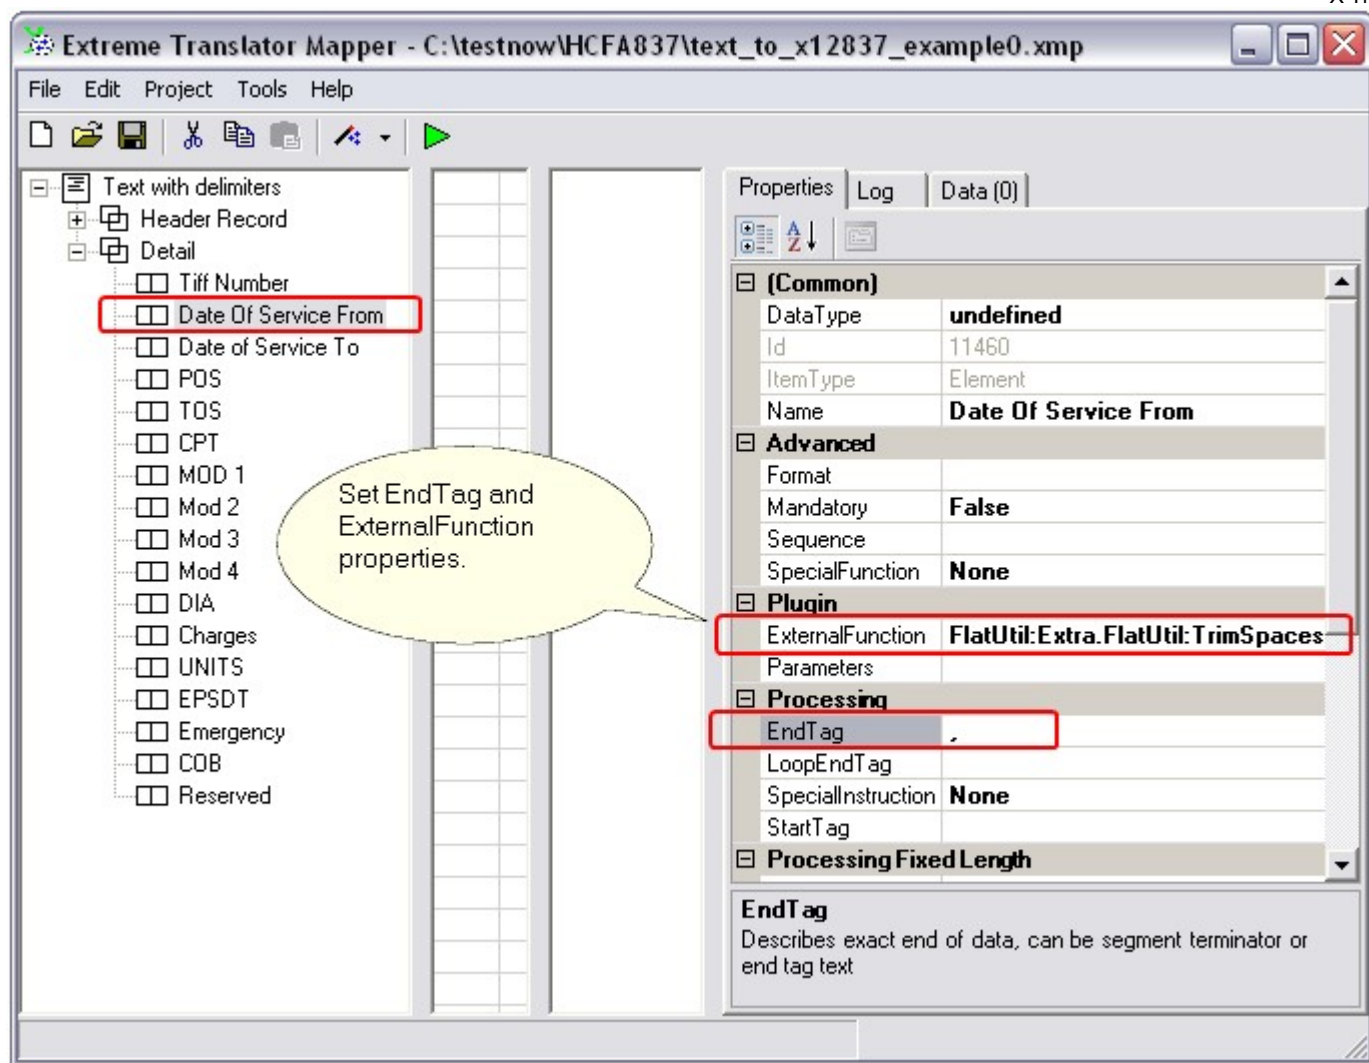 Extreme Translator Mapper - C:\testnow\HCFA837\text_to_x12837_example0.xmp
File Edit Project Tools Help
Text with delimiters
Header Record
Detail
Tiff Number
Date Of Service From
Date of Service To
POS
TOS
CPT
MOD 1
Mod 2
Mod 3
Mod 4
DIA
Charges
UNITS
EPSDT
Emergency
COB
Reserved
Set EndTag and
ExternalFunction
properties.
Properties Log Data (0)
(Common)
DataType undefined
Id 11460
ItemType Element
Name Date Of Service From
Advanced
Format
Mandatory False
Sequence
SpecialFunction None
Plugin
ExternalFunction FlatUtil:Extra.FlatUtil:TrimSpaces
Parameters
Processing
EndTag ,
LoopEndTag
SpecialInstruction None
StartTag
Processing Fixed Length
EndTag
Describes exact end of data, can be segment terminator or
end tag text